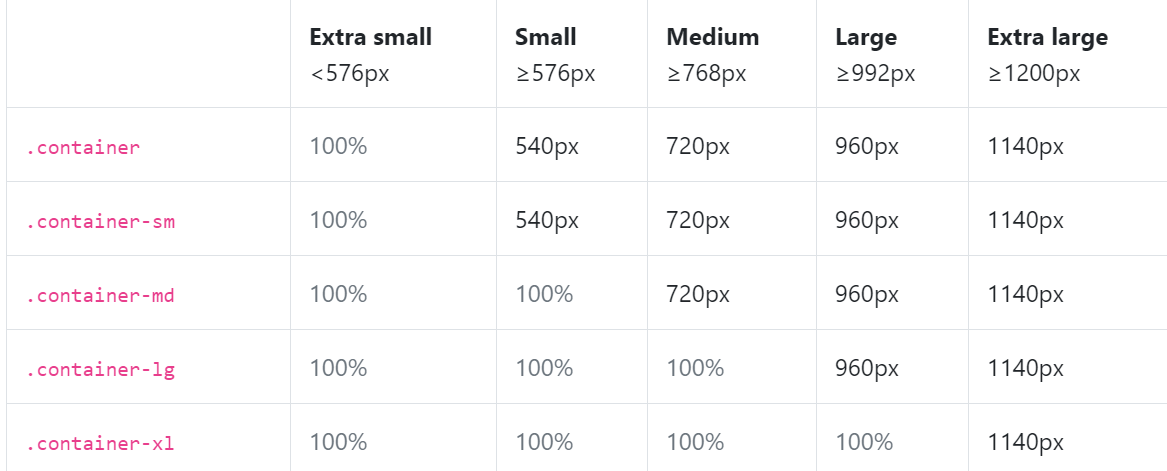 Extra small Small Medium Large Extra large
<576px ≥576px ≥768px ≥992px ≥1200px
.container 100% 540px 720px 960px 1140px
.container-sm 100% 540px 720px 960px 1140px
.container-md 100% 100% 720px 960px 1140px
.container-lg 100% 100% 100% 960px 1140px
.container-xl 100% 100% 100% 100% 1140px